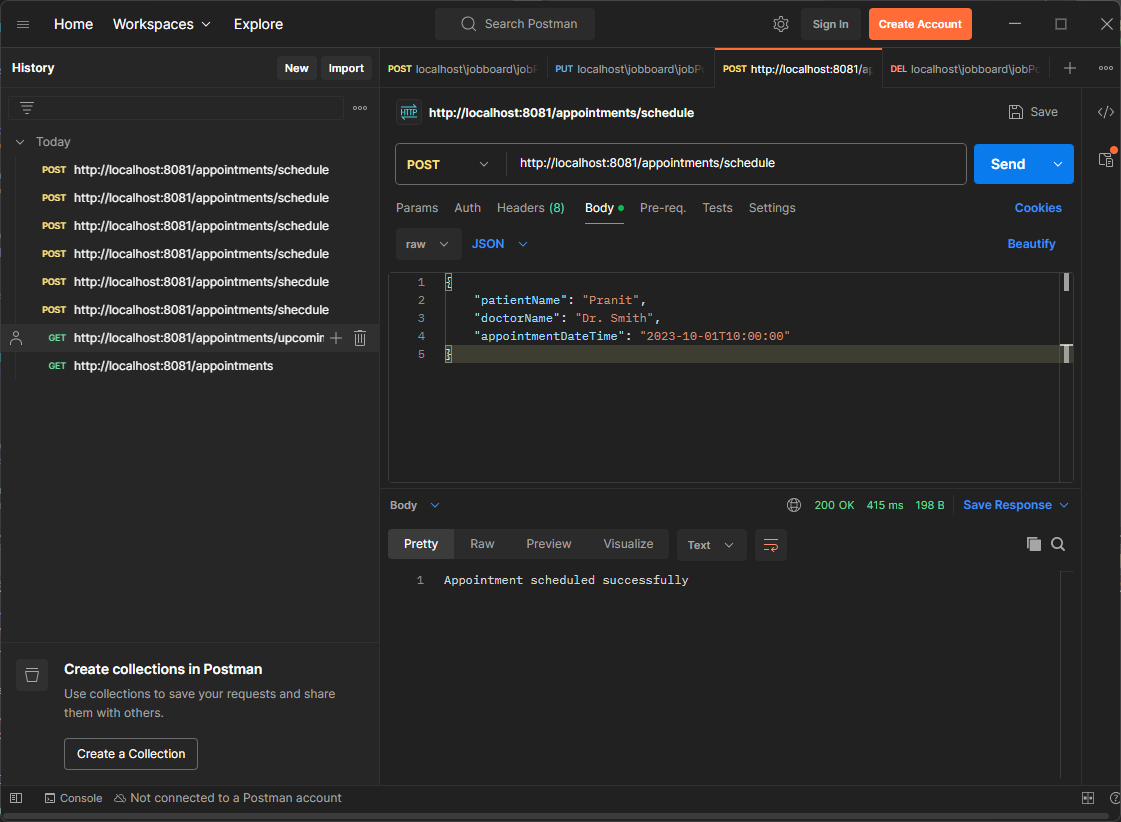 Home Workspaces Explore Search Postman Sign In Create Account
History New Import
POST localhost\jobboard\jobP PUT localhost\jobboard\jobPo POST http://localhost:8081/ap DEL localhost\jobboard\jobPo
HTTP http://localhost:8081/appointments/schedule Save
Today
POST http://localhost:8081/appointments/schedule
POST http://localhost:8081/appointments/schedule
POST http://localhost:8081/appointments/schedule
POST http://localhost:8081/appointments/schedule
POST http://localhost:8081/appointments/shecdule
POST http://localhost:8081/appointments/shecdule
GET http://localhost:8081/appointments/upcomin
GET http://localhost:8081/appointments
Create collections in Postman
Use collections to save your requests and share
them with others.
Create a Collection
POST http://localhost:8081/appointments/schedule Send
Params Auth Headers (8) Body Pre-req. Tests Settings Cookies
raw JSON Beautify
1 {
2 "patientName": "Pranit",
3 "doctorName": "Dr. Smith",
4 "appointmentDateTime": "2023-10-01T10:00:00"
5 }
Body 200 OK 415 ms 198 B Save Response
Pretty Raw Preview Visualize Text
1 Appointment scheduled successfully
Console Not connected to a Postman account